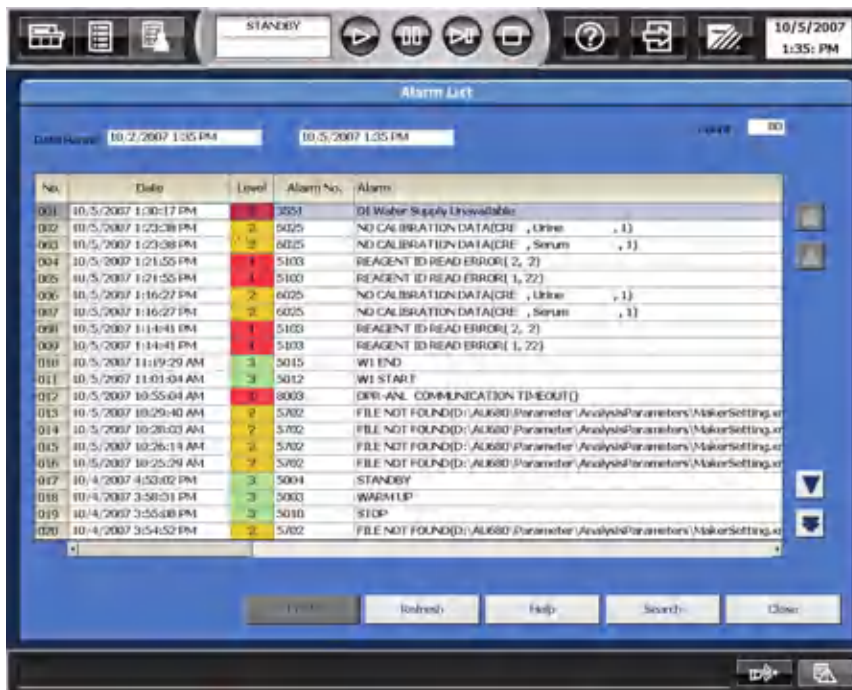 STANDBY
10/5/2007
1:35: PM
Alarm List
10/2/2007 1:35 PM 10/5/2007 1:35 PM
No. Date Level Alarm No. Alarm
001 10/5/2007 1:30:17 PM 3551 DI Water Supply Unavailable
002 10/5/2007 1:23:38 PM 2 6025 NO CALIBRATION DATA(CRE , Urine , 1)
003 10/5/2007 1:23:38 PM 2 6025 NO CALIBRATION DATA(CRE , Serum , 1)
004 10/5/2007 1:21:55 PM 1 5103 REAGENT ID READ ERROR( 2, 2)
005 10/5/2007 1:21:55 PM 1 5103 REAGENT ID READ ERROR( 1, 22)
006 10/5/2007 1:16:27 PM 2 6025 NO CALIBRATION DATA(CRE , Urine , 1)
007 10/5/2007 1:16:27 PM 2 6025 NO CALIBRATION DATA(CRE , Serum , 1)
008 10/5/2007 1:14:41 PM 1 5103 REAGENT ID READ ERROR( 2, 2)
009 10/5/2007 1:14:41 PM 1 5103 REAGENT ID READ ERROR( 1, 22)
010 10/5/2007 11:19:29 AM 3 5015 W1 END
011 10/5/2007 11:01:04 AM 3 5012 W1 START
012 10/5/2007 10:55:04 AM 8003 OPR-ANL COMMUNICATION TIMEOUT()
013 10/5/2007 10:29:40 AM 2 5702 FILE NOT FOUND(D:\AU680\Parameter\AnalysisParameters\MakerSetting.xm
014 10/5/2007 10:28:03 AM 2 5702 FILE NOT FOUND(D:\AU680\Parameter\AnalysisParameters\MakerSetting.xm
015 10/5/2007 10:26:14 AM 2 5702 FILE NOT FOUND(D:\AU680\Parameter\AnalysisParameters\MakerSetting.xm
016 10/5/2007 10:25:29 AM 2 5702 FILE NOT FOUND(D:\AU680\Parameter\AnalysisParameters\MakerSetting.xm
017 10/4/2007 4:53:02 PM 3 5004 STANDBY
018 10/4/2007 3:58:31 PM 3 5003 WARM UP
019 10/4/2007 3:55:08 PM 3 5010 STOP
020 10/4/2007 3:54:52 PM 2 5702 FILE NOT FOUND(D:\AU680\Parameter\AnalysisParameters\MakerSetting.xm
Refresh Help Search Close